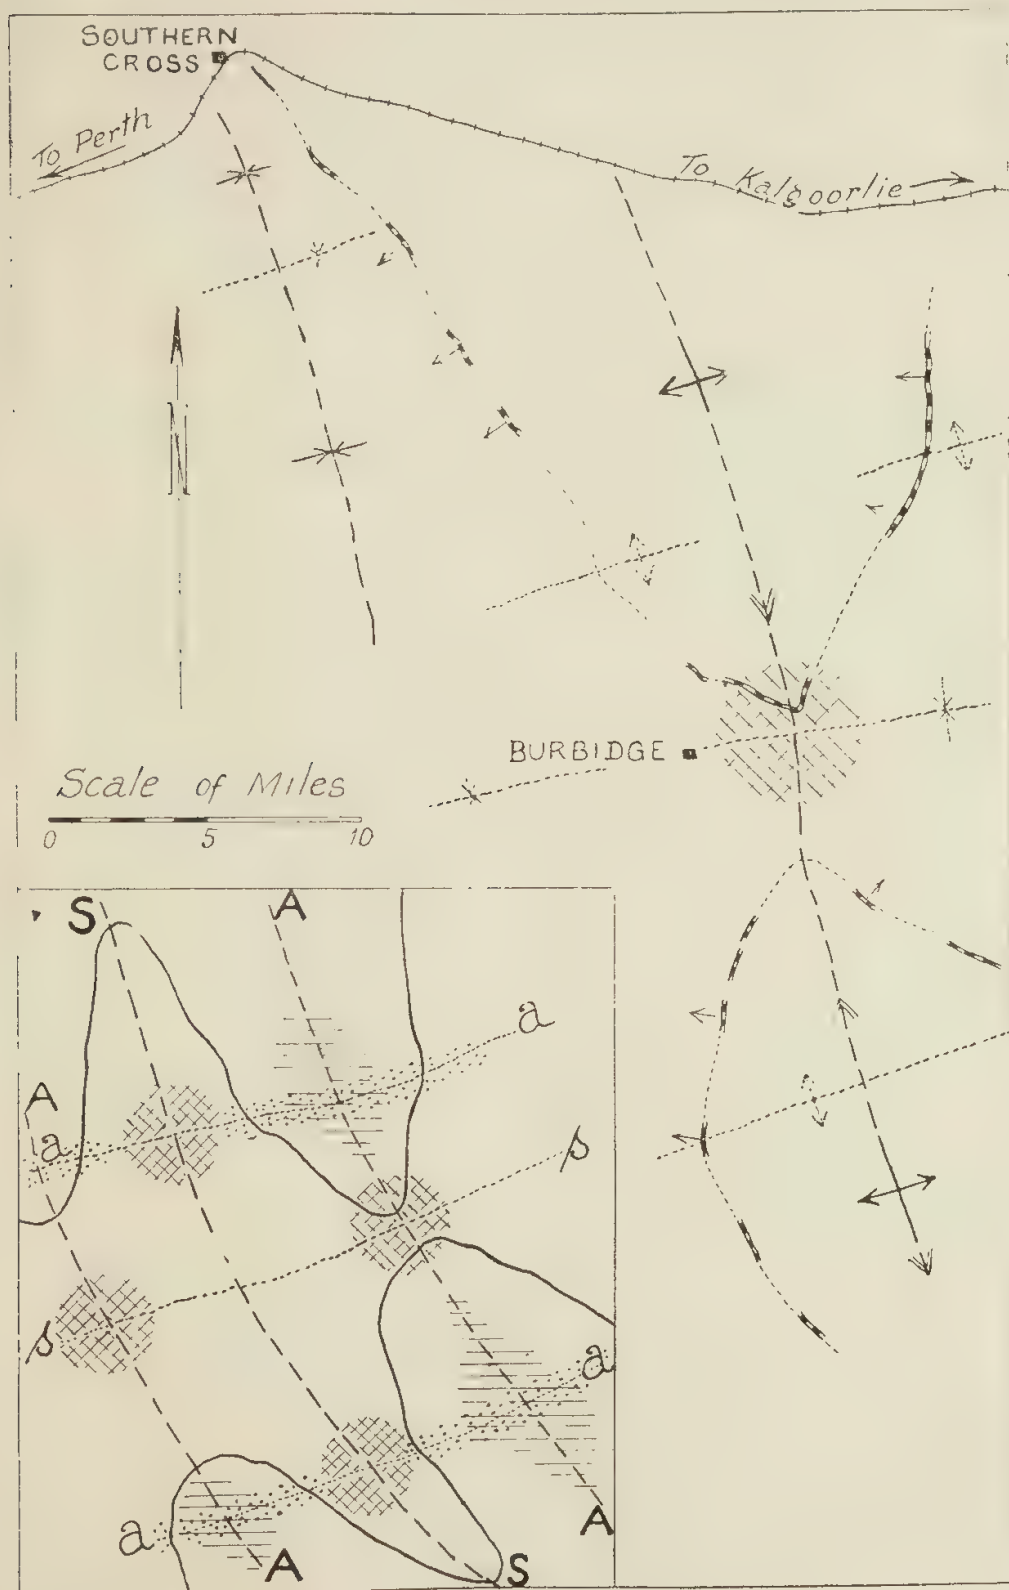 SOUTHERN
CROSS
To Perth
To Kalgoorlie
N
BURBIDGE
Scale of Miles
0 5 10
S
A
a
A
a
s
s
a
a
A
A
S